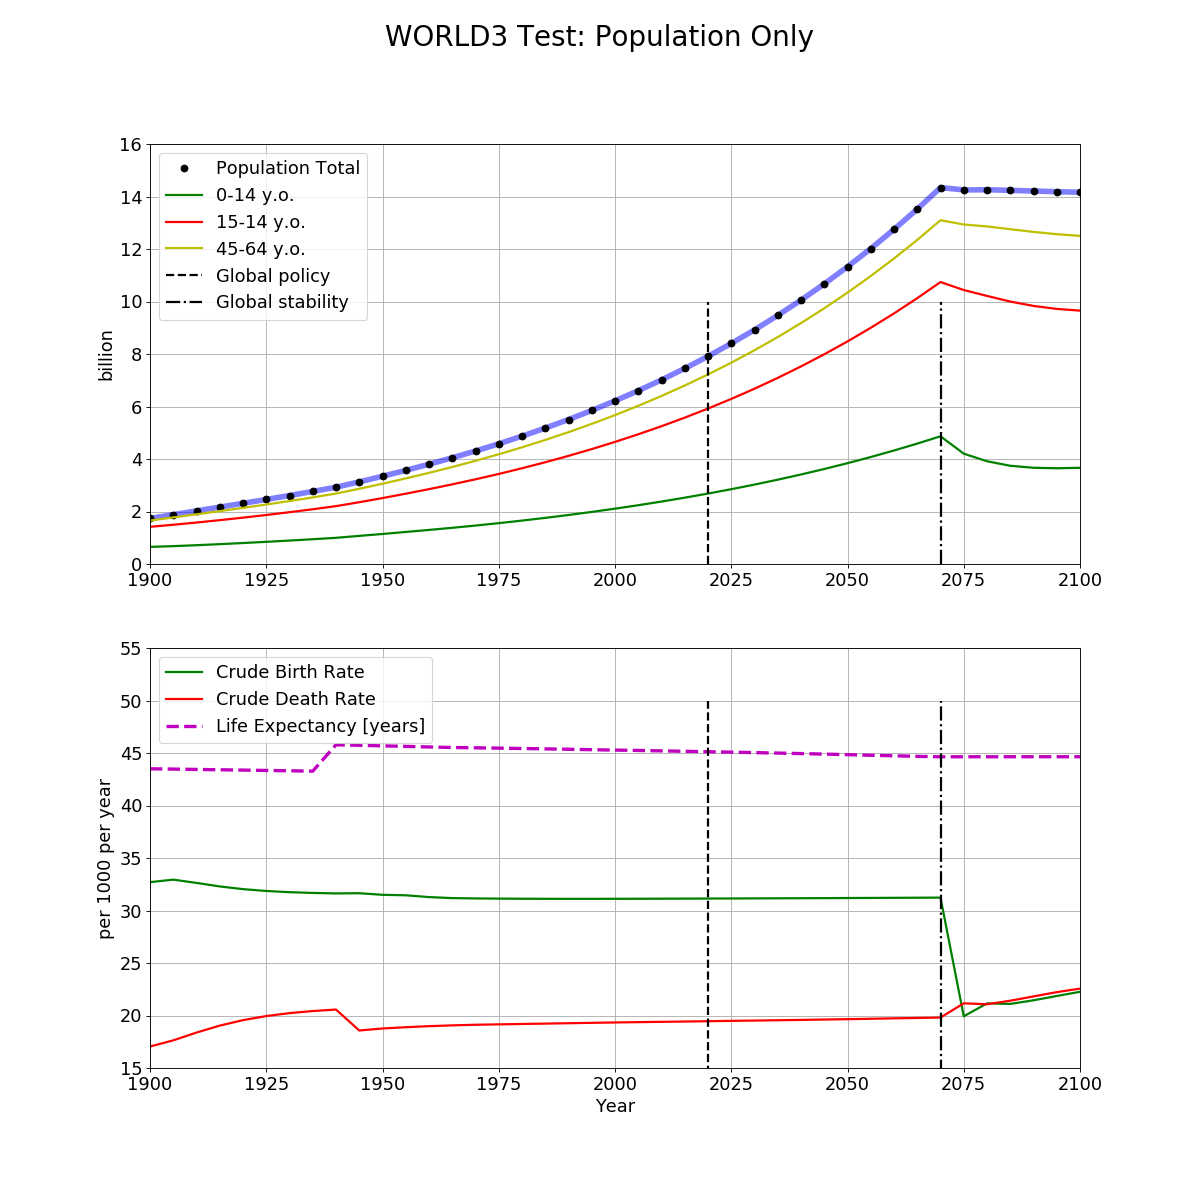 WORLD3 Test: Population Only
16
14
12
10
8
6
4
2
0
billion
Population Total
0-14 y.o.
15-14 y.o.
45-64 y.o.
Global policy
Global stability
1900 1925 1950 1975 2000 2025 2050 2075 2100
55
50
45
40
35
30
25
20
15
per 1000 per year
Crude Birth Rate
Crude Death Rate
Life Expectancy [years]
1900 1925 1950 1975 2000 2025 2050 2075 2100
Year